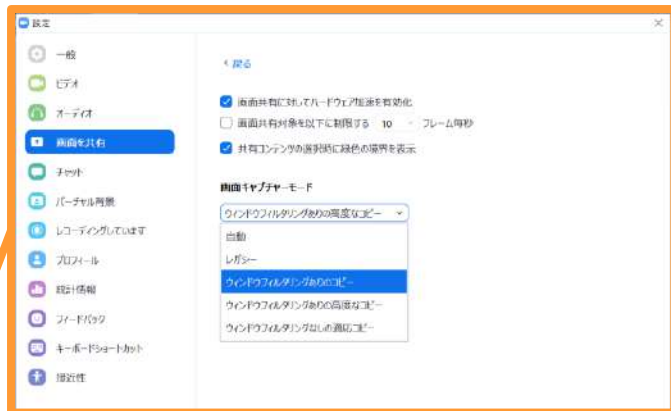 設定
一般
ビデオ
オーディオ
画面を共有
チャット
バーチャル背景
レコーディングしています
プロフィール
統計情報
フィードバック
キーボードショートカット
接近性
< 戻る
画面共有に対してハードウェア加速を有効化
画面共有対象を以下に制限する 10 フレーム毎秒
共有コンテンツの選択時に緑色の境界を表示
画面キャプチャーモード
ウィンドウフィルタリングありの高度なコピー
自動
レガシー
ウィンドウフィルタリングありのコピー
ウィンドウフィルタリングありの高度なコピー
ウィンドウフィルタリングなしの適応コピー